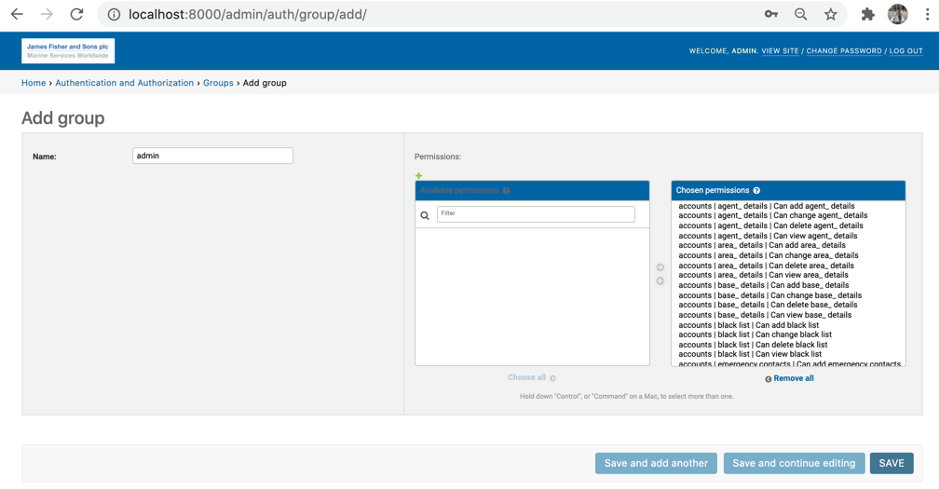 localhost:8000/admin/auth/group/add/
James Fisher and Sons plc
Marine Services Worldwide
WELCOME, ADMIN. VIEW SITE / CHANGE PASSWORD / LOG OUT
Home › Authentication and Authorization › Groups › Add group
Add group
Name:
admin
Permissions:
Available permissions ?
Filter
Chosen permissions ?
accounts | agent_ details | Can add agent_ details
accounts | agent_ details | Can change agent_ details
accounts | agent_ details | Can delete agent_ details
accounts | agent_ details | Can view agent_ details
accounts | area_ details | Can add area_ details
accounts | area_ details | Can change area_ details
accounts | area_ details | Can delete area_ details
accounts | area_ details | Can view area_ details
accounts | base_ details | Can add base_ details
accounts | base_ details | Can change base_ details
accounts | base_ details | Can delete base_ details
accounts | base_ details | Can view base_ details
accounts | black list | Can add black list
accounts | black list | Can change black list
accounts | black list | Can delete black list
accounts | black list | Can view black list
accounts | emergency contacts | Can add emergency contacts
Choose all
Remove all
Hold down "Control", or "Command" on a Mac, to select more than one.
Save and add another
Save and continue editing
SAVE